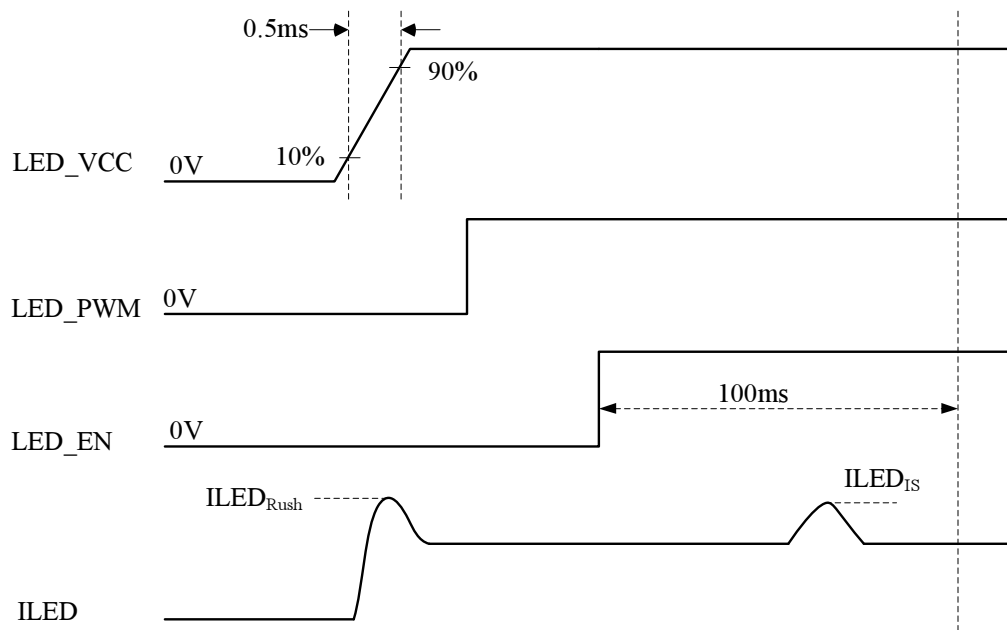 0.5ms
90%
10%
LED_VCC 0V
LED_PWM 0V
100ms
LED_EN 0V
ILEDRush
ILEDIS
ILED